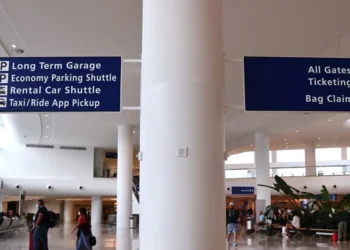 P Long Term Garage
P Economy Parking Shuttle
Rental Car Shuttle
Taxi/Ride App Pickup
All Gates
Ticketing
Bag Claim